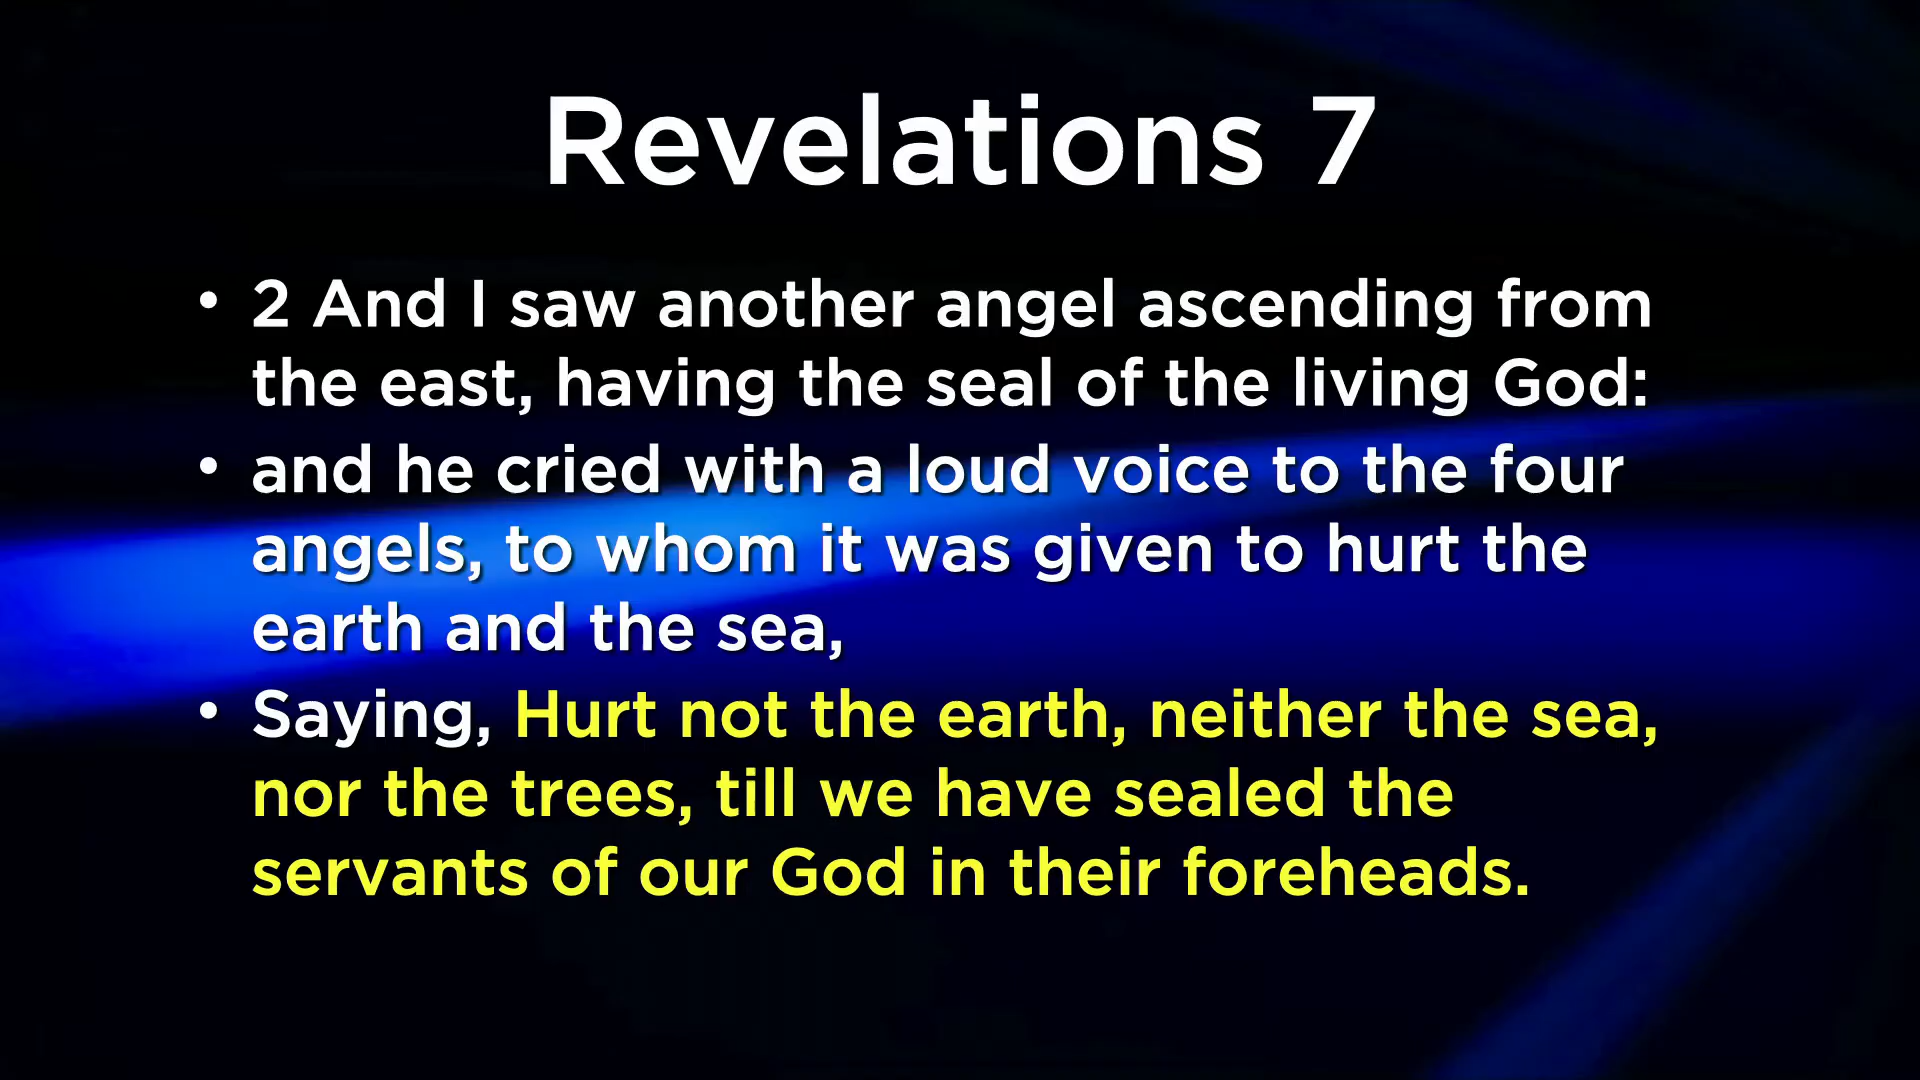 Revelations 7
• 2 And I saw another angel ascending from
the east, having the seal of the living God:
• and he cried with a loud voice to the four
angels, to whom it was given to hurt the
earth and the sea,
• Saying, Hurt not the earth, neither the sea,
nor the trees, till we have sealed the
servants of our God in their foreheads.